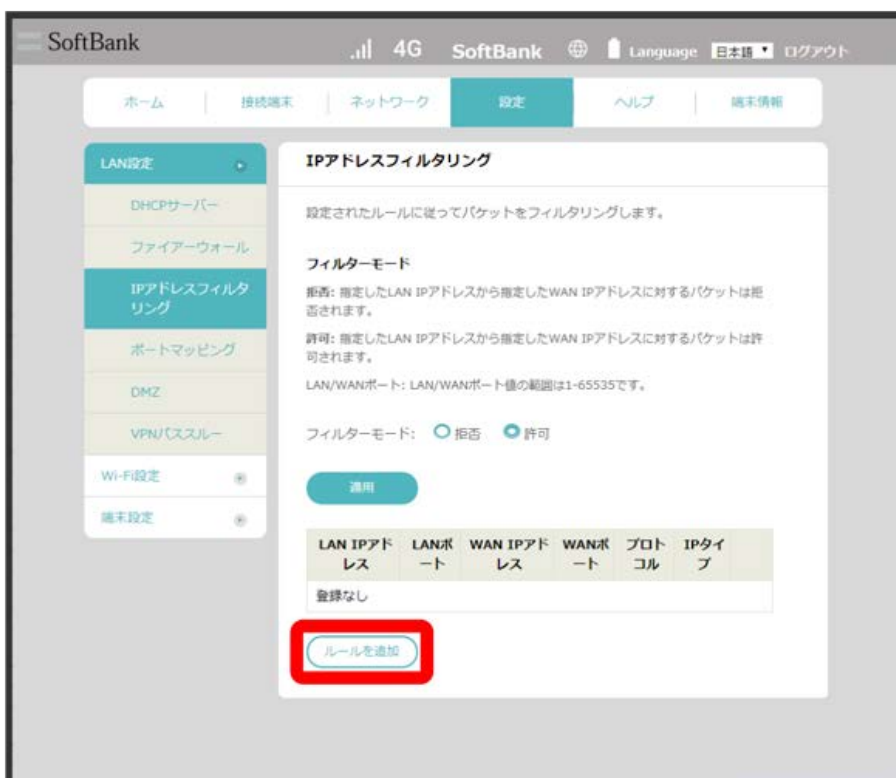 SoftBank
4G SoftBank Language 日本語 ログアウト
ホーム 接続端末 ネットワーク 設定 ヘルプ 端末情報
LAN設定
DHCPサーバー
ファイアーウォール
IPアドレスフィルタ
リング
ポートマッピング
DMZ
VPNパススルー
Wi-Fi設定
端末設定
IPアドレスフィルタリング
設定されたルールに従ってパケットをフィルタリングします。
フィルターモード
拒否: 指定したLAN IPアドレスから指定したWAN IPアドレスに対するパケットは拒
否されます。
許可: 指定したLAN IPアドレスから指定したWAN IPアドレスに対するパケットは許
可されます。
LAN/WANポート: LAN/WANポート値の範囲は1-65535です。
フィルターモード: 拒否 許可
適用
LAN IPアド LANポ WAN IPアド WANポ プロト IPタイ
レス ート レス ート コル プ
登録なし
ルールを追加